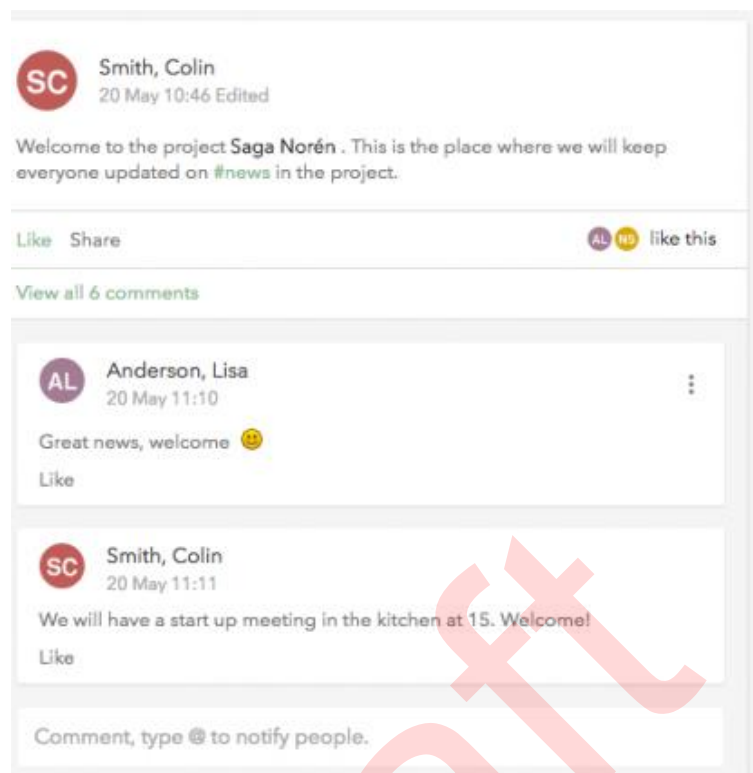 SC
Smith, Colin
20 May 10:46 Edited
Welcome to the project Saga Norén . This is the place where we will keep
everyone updated on #news in the project.
Like Share AL NS like this
View all 6 comments
AL
Anderson, Lisa
20 May 11:10
Great news, welcome
Like
SC
Smith, Colin
20 May 11:11
We will have a start up meeting in the kitchen at 15. Welcome!
Like
Comment, type @ to notify people.